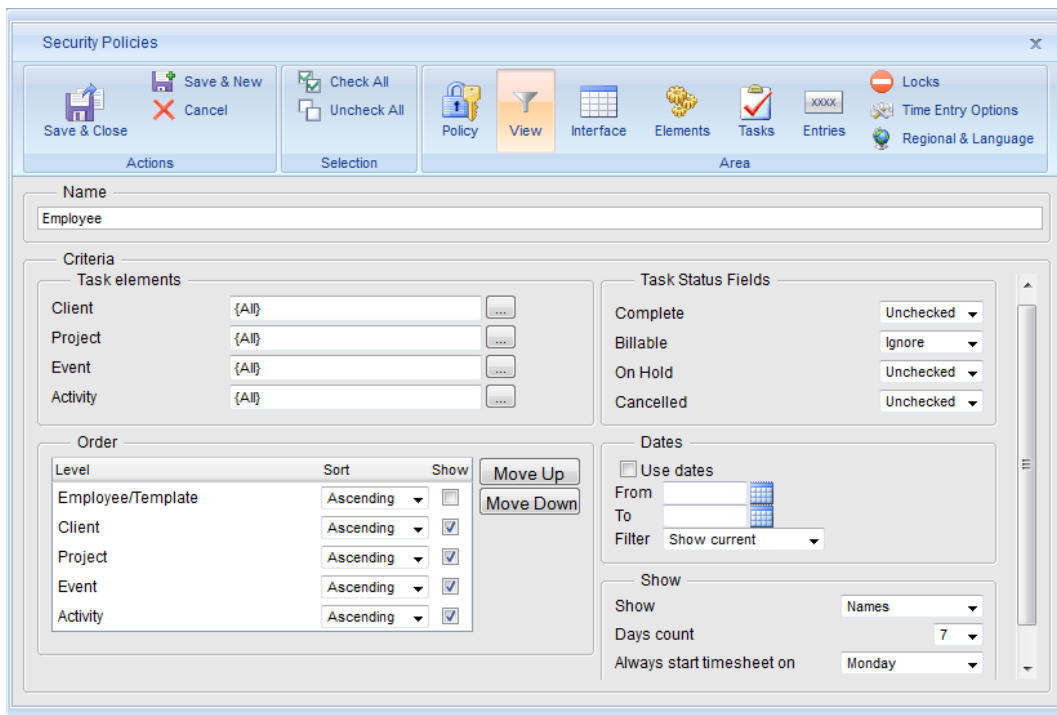 Security Policies
Save & Close
Save & New
Cancel
Actions
Check All
Uncheck All
Selection
Policy
View
Interface
Elements
Tasks
XXXX
Entries
Locks
Time Entry Options
Regional & Language
Area
Name
Employee
Criteria
Task elements
Client {All} ...
Project {All} ...
Event {All} ...
Activity {All} ...
Task Status Fields
Complete Unchecked
Billable Ignore
On Hold Unchecked
Cancelled Unchecked
Order
Level Sort Show
Employee/Template Ascending
Client Ascending
Project Ascending
Event Ascending
Activity Ascending
Move Up
Move Down
Dates
Use dates
From
To
Filter Show current
Show
Show Names
Days count 7
Always start timesheet on Monday